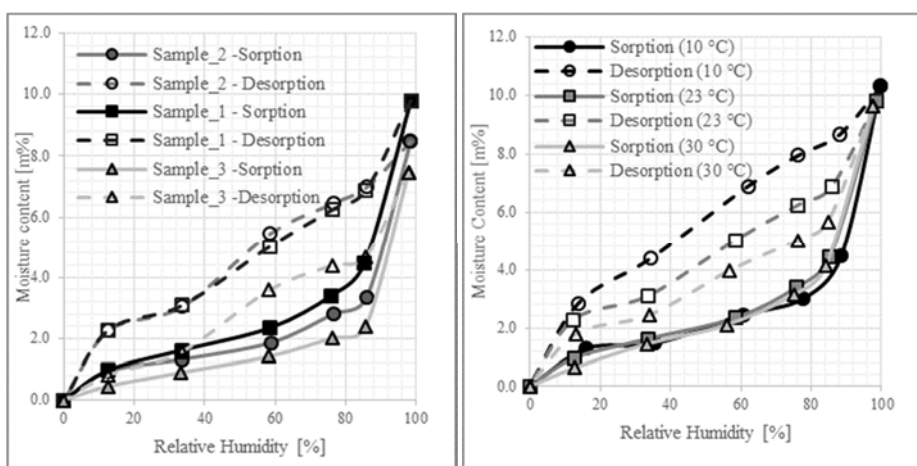 12.0
10.0
8.0
6.0
4.0
2.0
0.0
Moisture content [m%]
Sample_2 -Sorption
Sample_2 - Desorption
Sample_1 - Sorption
Sample_1 - Desorption
Sample_3 -Sorption
Sample_3 -Desorption
0 20 40 60 80 100
Relative Humidity [%]
12.0
10.0
8.0
6.0
4.0
2.0
0.0
Moisture Content [m%]
Sorption (10 °C)
Desorption (10 °C)
Sorption (23 °C)
Desorption (23 °C)
Sorption (30 °C)
Desorption (30 °C)
0 20 40 60 80 100
Relative Humidity [%]